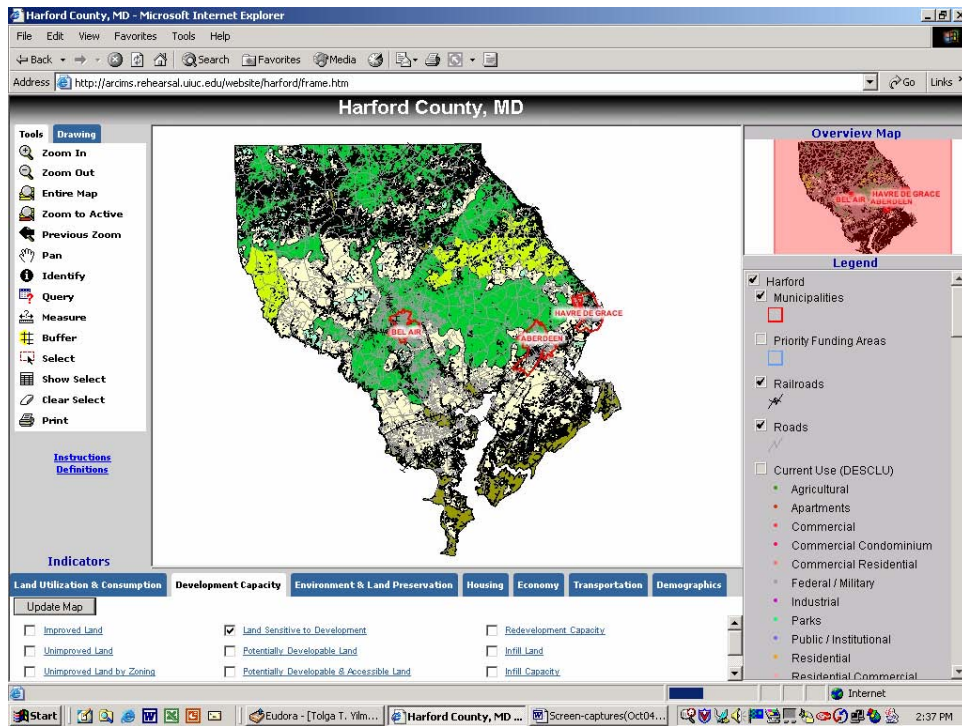 Harford County, MD - Microsoft Internet Explorer
File Edit View Favorites Tools Help
Back Search Favorites Media
Address http://arcims.rehearsal.uiuc.edu/website/harford/frame.htm Go Links
Harford County, MD
Tools Drawing
Zoom In
Zoom Out
Entire Map
Zoom to Active
Previous Zoom
Pan
Identify
Query
Measure
Buffer
Select
Show Select
Clear Select
Print
Instructions
Definitions
Indicators
BEL AIR
ABERDEEN
HAVRE DE GRACE
Overview Map
HAVRE DE GRACE
BEL AIR ABERDEEN
Legend
Harford
Municipalities
Priority Funding Areas
Railroads
Roads
Current Use (DESCLU)
Agricultural
Apartments
Commercial
Commercial Condominium
Commercial Residential
Federal / Military
Industrial
Parks
Public / Institutional
Residential
Residential Commercial
Land Utilization & Consumption Development Capacity Environment & Land Preservation Housing Economy Transportation Demographics
Update Map
Improved Land Land Sensitive to Development Redevelopment Capacity
Unimproved Land Potentially Developable Land Infill Land
Unimproved Land by Zoning Potentially Developable & Accessible Land Infill Capacity
Internet
Start Eudora - [Tolga T. Yilm... Harford County, MD ... Screen-captures(Oct04... 2:37 PM